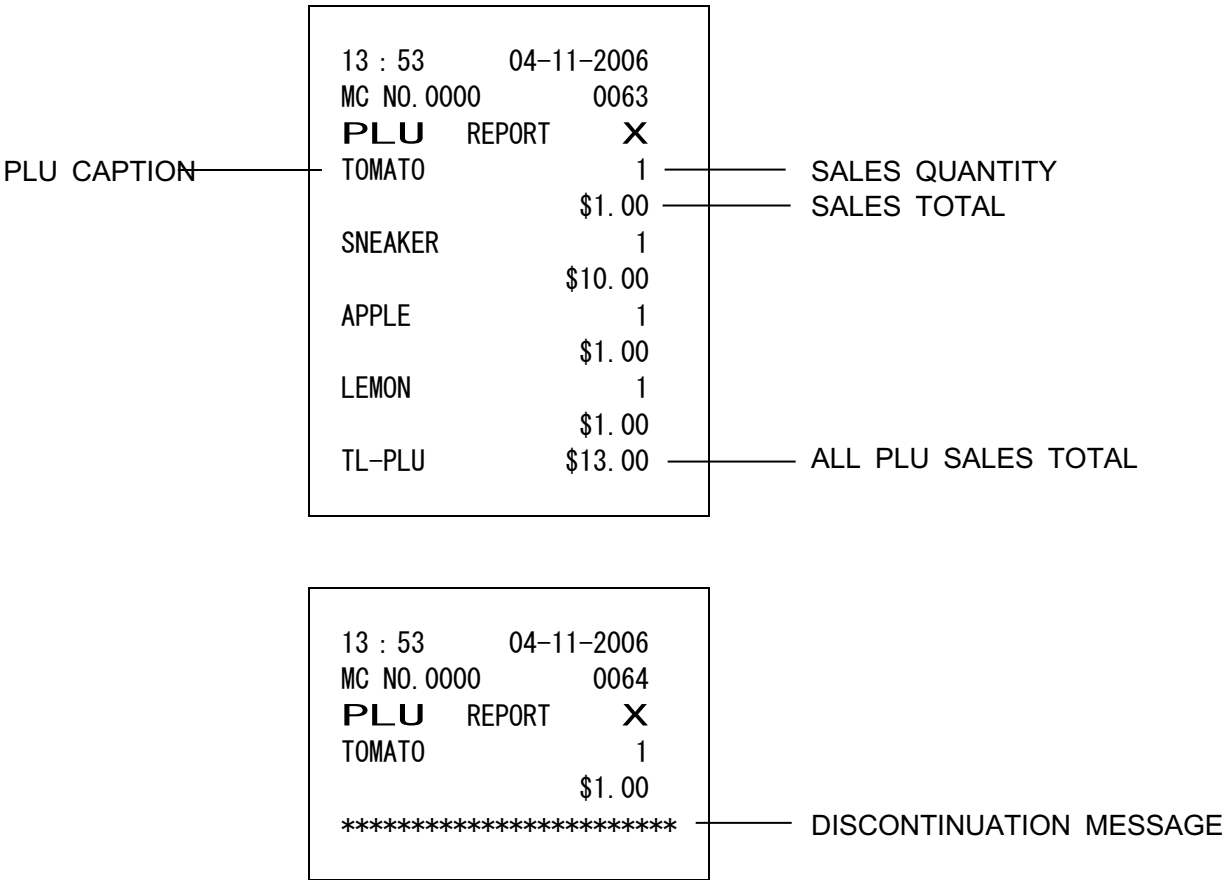 13 : 53 04-11-2006
MC NO.0000 0063
PLU REPORT X
PLU CAPTION TOMATO 1 SALES QUANTITY
$1.00 SALES TOTAL
SNEAKER 1
$10.00
APPLE 1
$1.00
LEMON 1
$1.00
TL-PLU $13.00 ALL PLU SALES TOTAL
13 : 53 04-11-2006
MC NO.0000 0064
PLU REPORT X
TOMATO 1
$1.00
************************ DISCONTINUATION MESSAGE